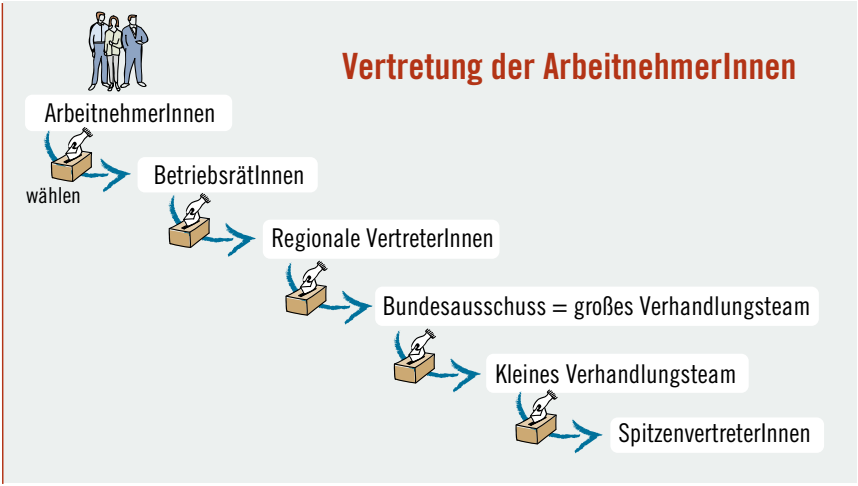 Vertretung der ArbeitnehmerInnen
ArbeitnehmerInnen
wählen
BetriebsrätInnen
Regionale VertreterInnen
Bundesausschuss = großes Verhandlungsteam
Kleines Verhandlungsteam
SpitzenvertreterInnen